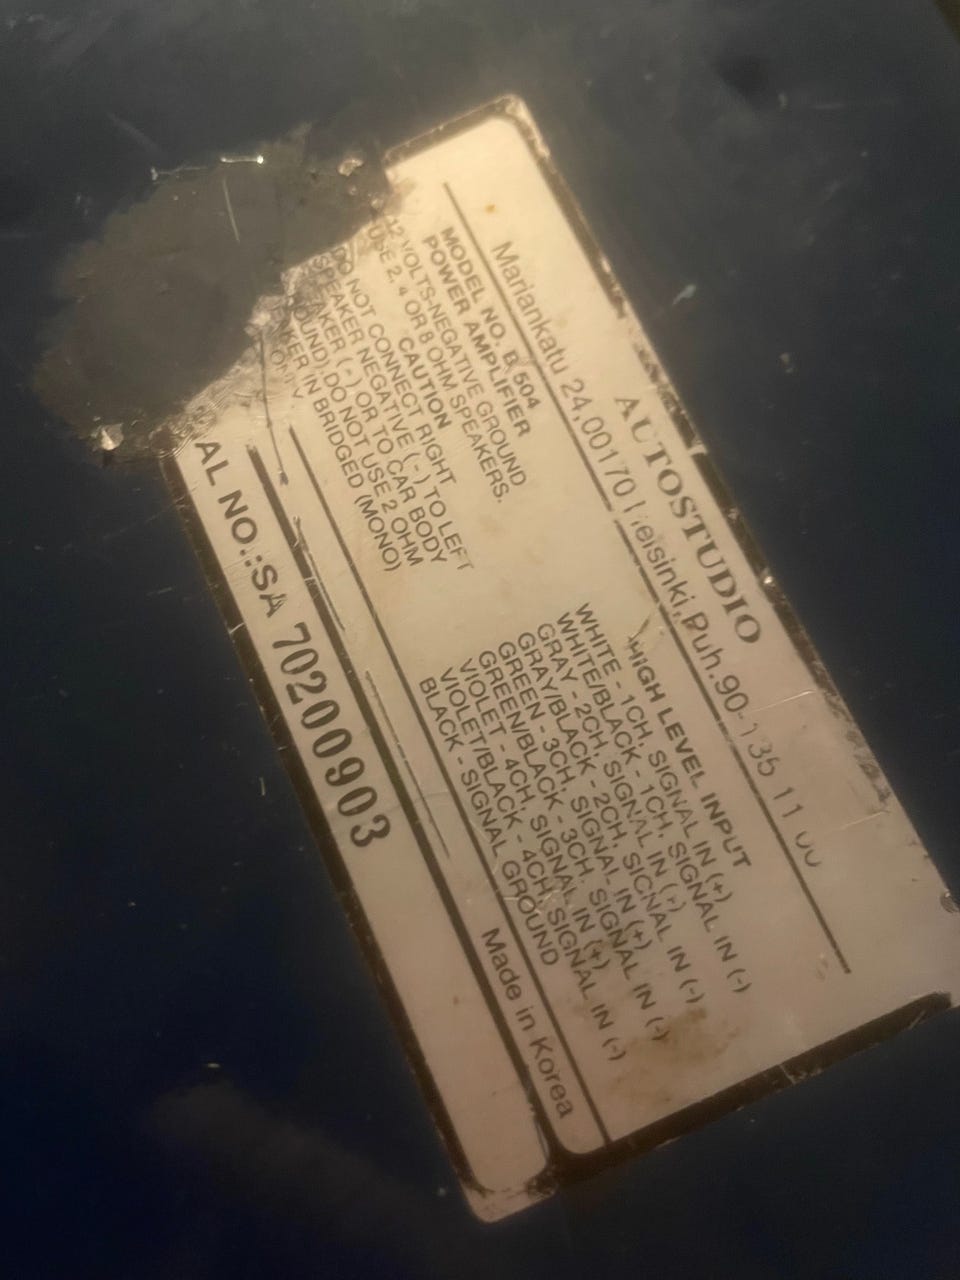 AUTOSTUDIO
Mariankatu 24,00170 Helsinki,Puh.90-135 11 00
MODEL NO. B 504
POWER AMPLIFIER
12 VOLTS-NEGATIVE GROUND
USE 2, 4 OR 8 OHM SPEAKERS.
CAUTION
DO NOT CONNECT RIGHT
SPEAKER NEGATIVE (-) TO LEFT
AKER (-) OR TO CAR BODY
OUND). DO NOT USE 2 OHM
AKER IN BRIDGED (MONO)
ONLY
HIGH LEVEL INPUT
WHITE - 1CH, SIGNAL IN (+)
WHITE/BLACK - 1CH, SIGNAL IN (-)
GRAY - 2CH, SIGNAL IN (+)
GRAY/BLACK - 2CH, SIGNAL IN (-)
GREEN - 3CH, SIGNAL IN (+)
GREEN/BLACK - 3CH, SIGNAL IN (-)
VIOLET - 4CH, SIGNAL IN (+)
VIOLET/BLACK - 4CH, SIGNAL IN (-)
BLACK - SIGNAL GROUND
Made in Korea
AL NO.:SA 70200903